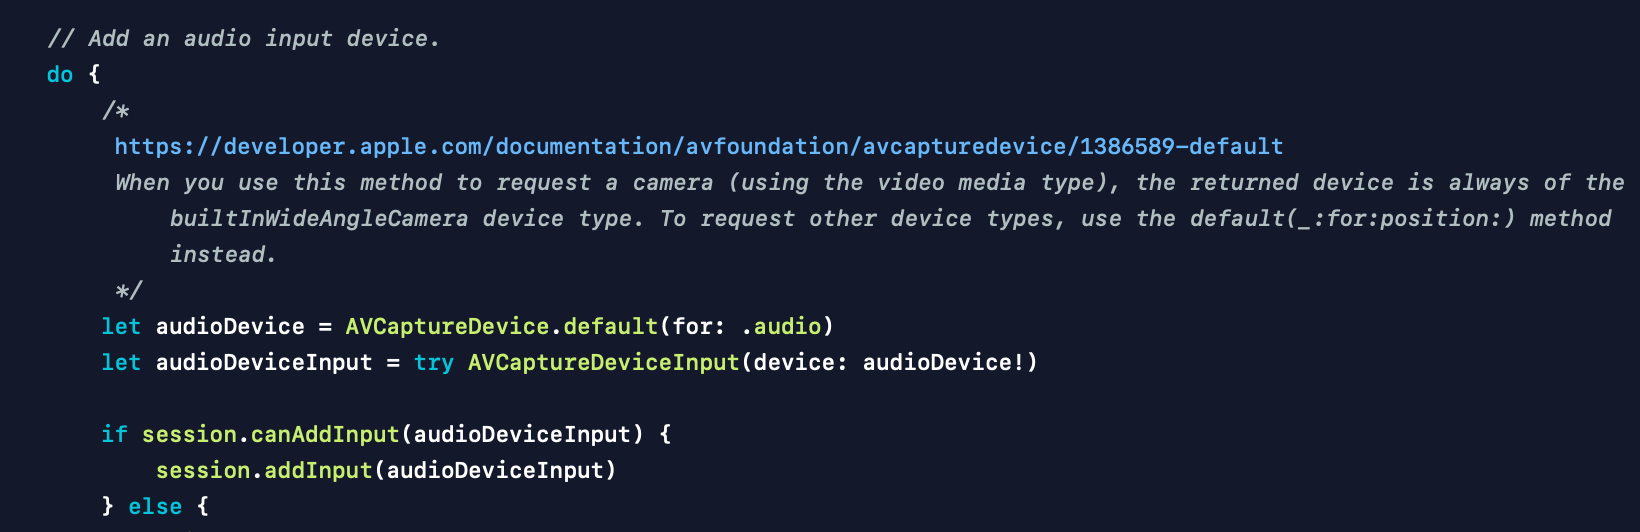 // Add an audio input device.
do {
/*
https://developer.apple.com/documentation/avfoundation/avcapturedevice/1386589-default
When you use this method to request a camera (using the video media type), the returned device is always of the
builtInWideAngleCamera device type. To request other device types, use the default(_:for:position:) method
instead.
*/
let audioDevice = AVCaptureDevice.default(for: .audio)
let audioDeviceInput = try AVCaptureDeviceInput(device: audioDevice!)
if session.canAddInput(audioDeviceInput) {
session.addInput(audioDeviceInput)
} else {